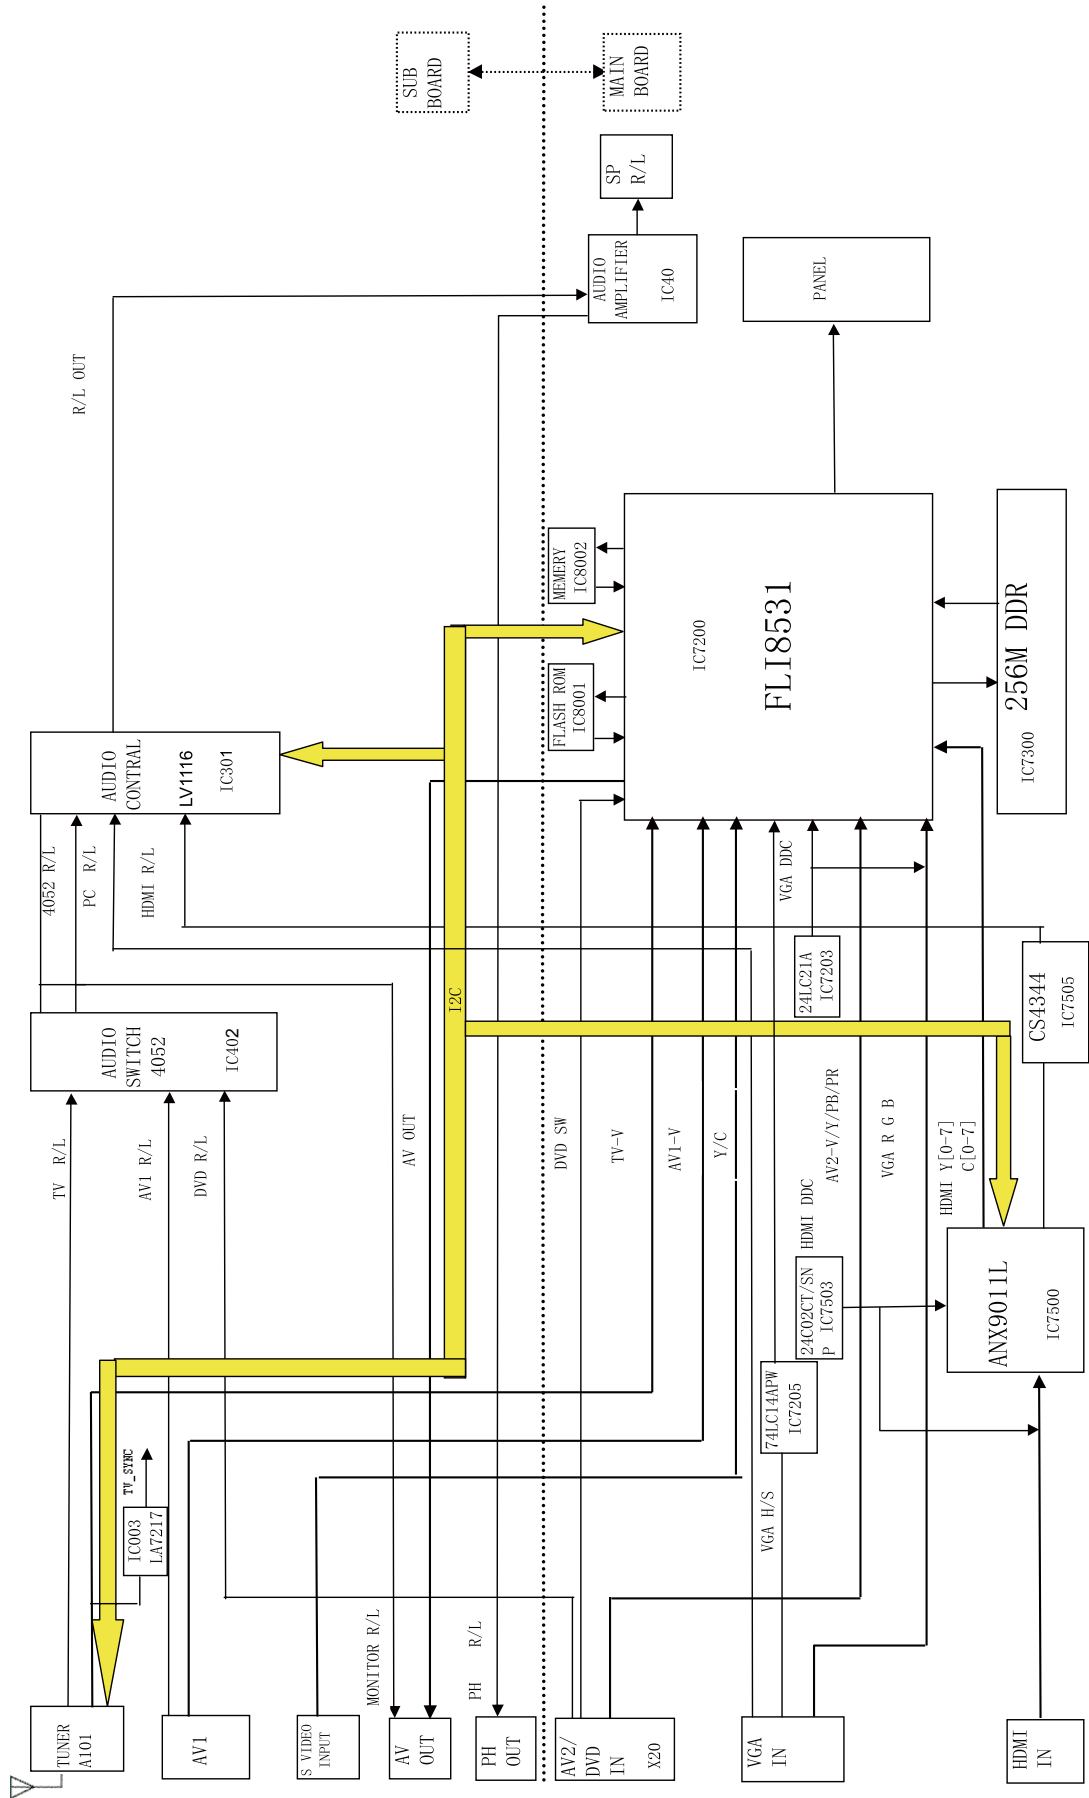 SUB
BOARD
MAIN
BOARD
SP
R/L
AUDIO
AMPLIFIER
IC40
PANEL
R/L OUT
MEMERY
IC8002
FLASH ROM
IC8001
IC7200
FLI8531
256M DDR
IC7300
AUDIO
CONTRAL
LV1116
IC301
4052 R/L
PC R/L
HDMI R/L
VGA DDC
24LC21A
IC7203
CS4344
IC7505
I2C
AUDIO
SWITCH
4052
IC402
TV R/L
AV1 R/L
DVD R/L
AV OUT
DVD SW
TV-V
AV1-V
Y/C
HDMI DDC
AV2-V/Y/PB/PR
VGA R G B
HDMI Y[0-7]
C[0-7]
24C02CT/SN
P IC7503
ANX9011L
IC7500
74LC14APW
IC7205
VGA H/S
TV_SYNC
IC003
LA7217
MONITOR R/L
PH R/L
TUNER
A101
AV1
S VIDEO
INPUT
AV
OUT
PH
OUT
AV2/
DVD
IN
X20
VGA
IN
HDMI
IN